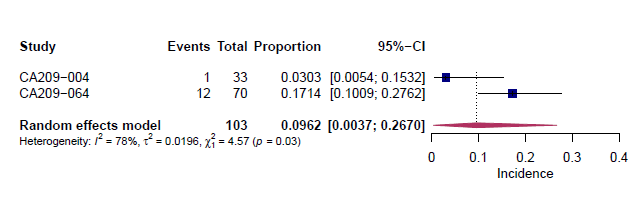 Study Events Total Proportion 95%−CI
CA209−004 1 33 0.0303 [0.0054; 0.1532]
CA209−064 12 70 0.1714 [0.1009; 0.2762]
Random effects model 103 0.0962 [0.0037; 0.2670]
Heterogeneity: I² = 78%, τ² = 0.0196, χ²₁ = 4.57 (p = 0.03)
0 0.1 0.2 0.3 0.4
Incidence